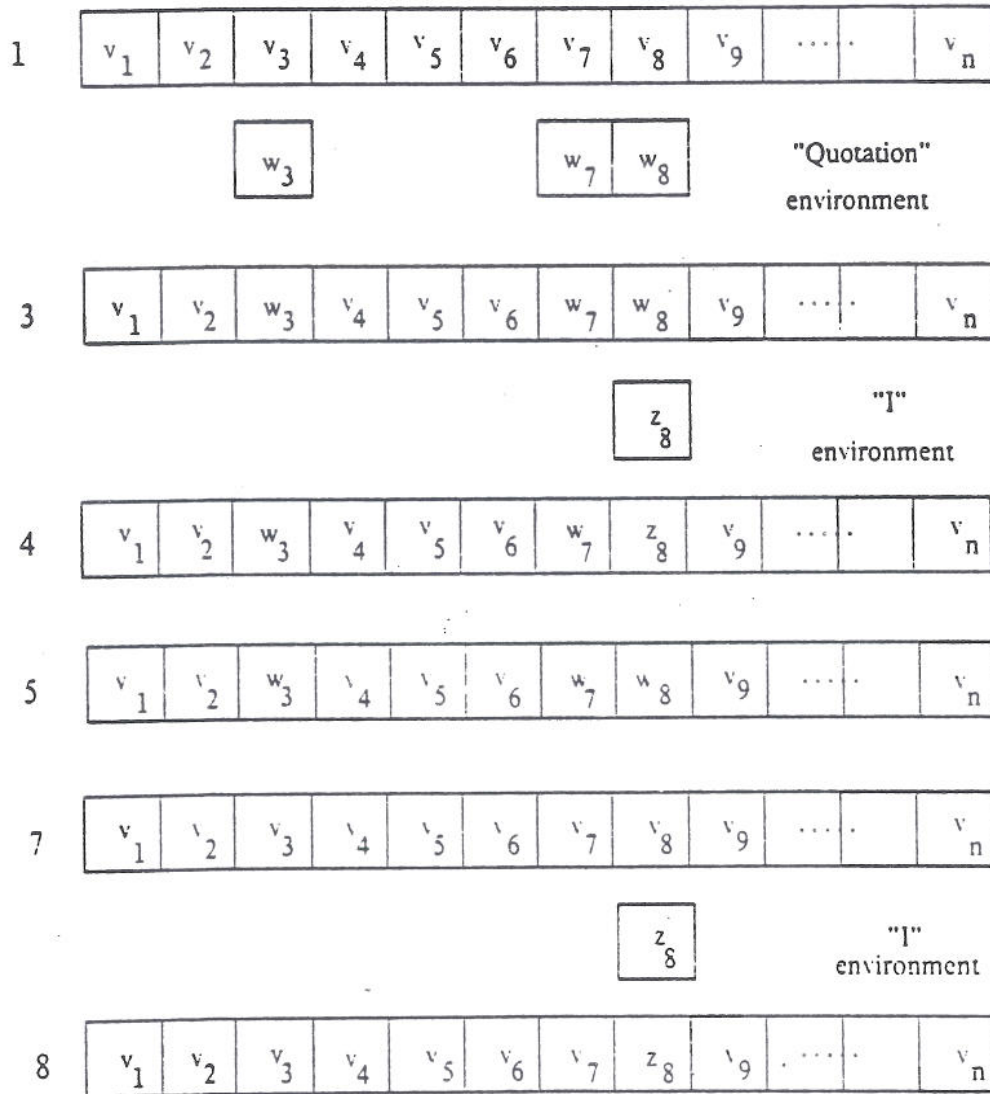 1 v1 v2 v3 v4 v5 v6 v7 v8 v9 ..... vn
w3 w7 w8 "Quotation"
environment
3 v1 v2 w3 v4 v5 v6 w7 w8 v9 ..... vn
z8 "I"
environment
4 v1 v2 w3 v4 v5 v6 w7 z8 v9 ..... vn
5 v1 v2 w3 v4 v5 v6 w7 w8 v9 ..... vn
7 v1 v2 v3 v4 v5 v6 v7 v8 v9 ..... vn
z8 "I"
environment
8 v1 v2 v3 v4 v5 v6 v7 z8 v9 ..... vn